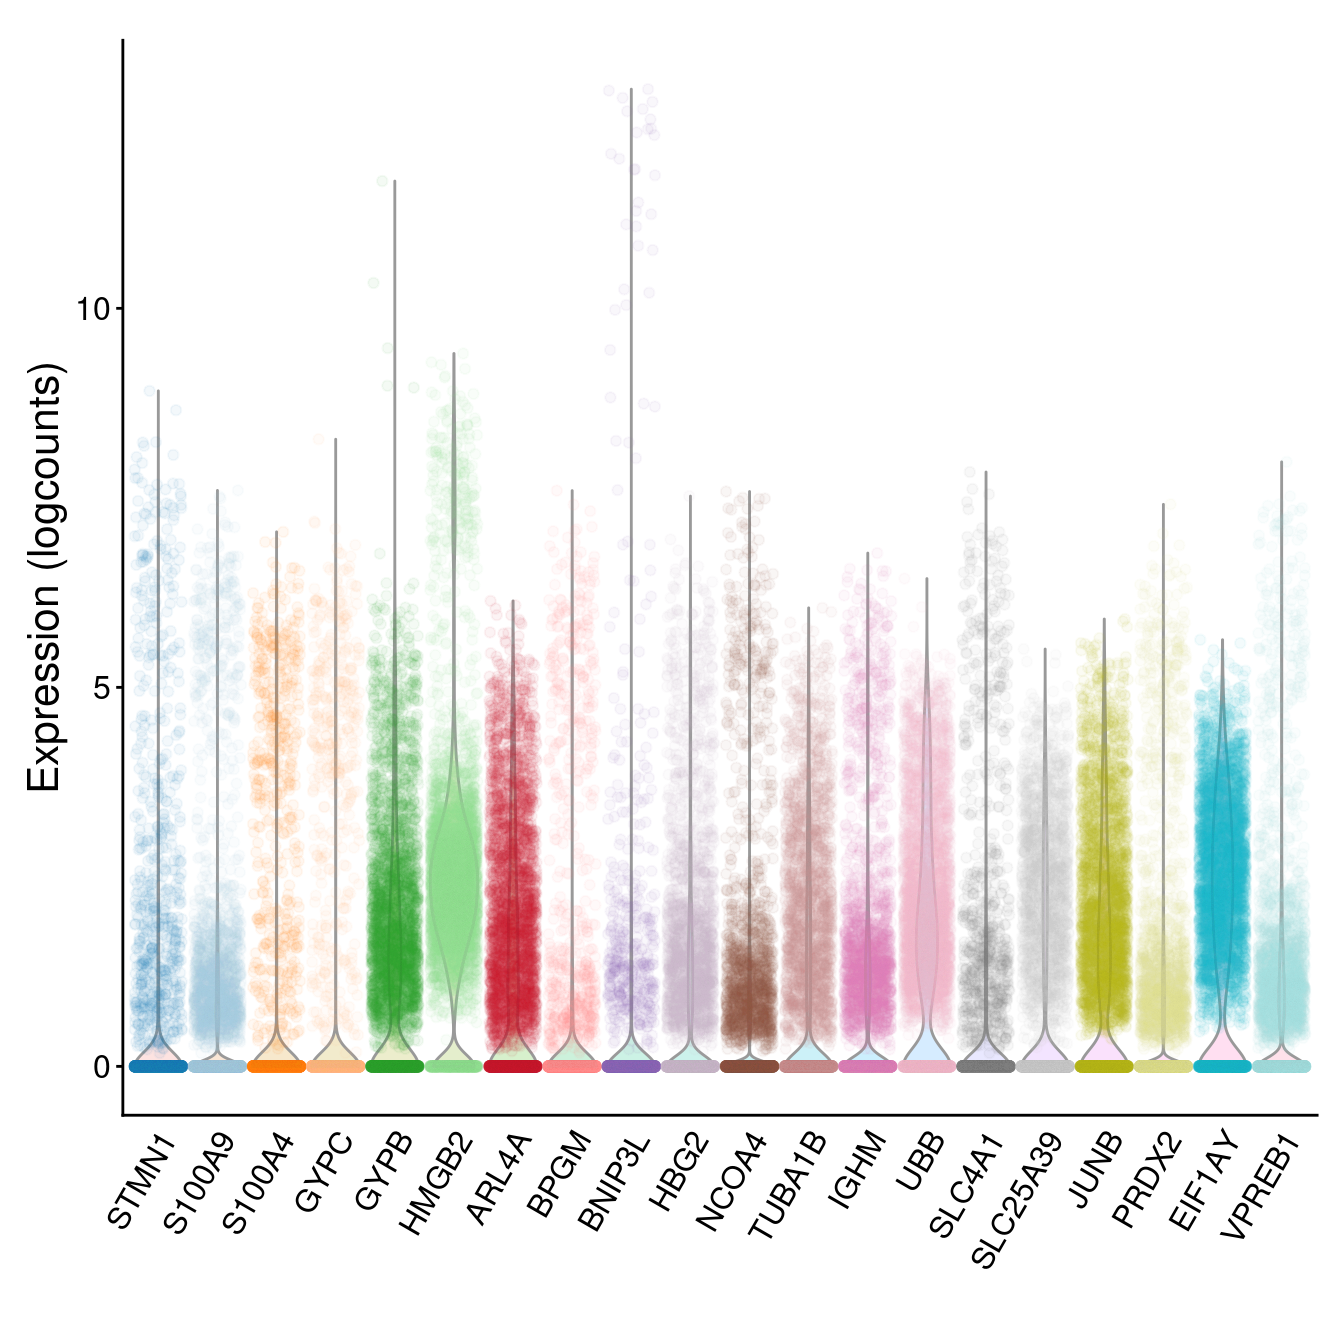 Expression (logcounts)
10
5
0
STMN1
S100A9
S100A4
GYPC
GYPB
HMGB2
ARL4A
BPGM
BNIP3L
HBG2
NCOA4
TUBA1B
IGHM
UBB
SLC4A1
SLC25A39
JUNB
PRDX2
EIF1AY
VPREB1